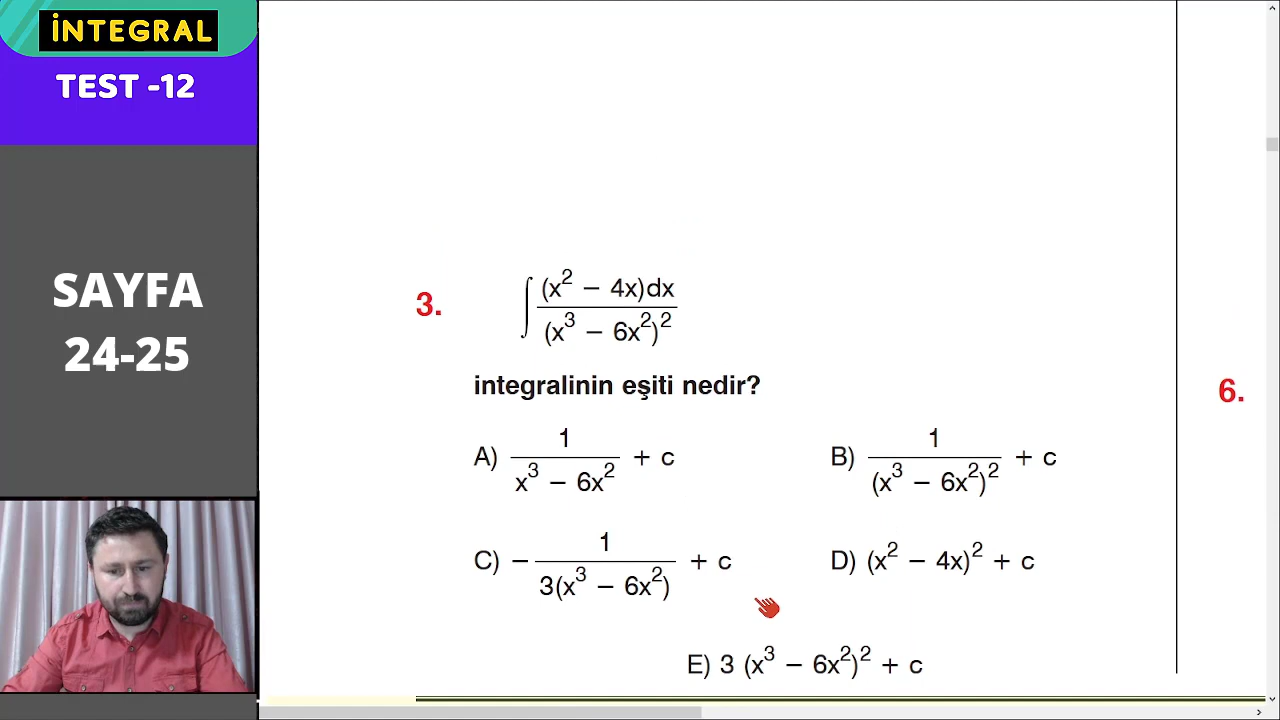 İNTEGRAL
TEST -12
SAYFA
24-25
3. ∫ (x² − 4x)dx / (x³ − 6x²)²
integralinin eşiti nedir?
A) 1 / (x³ − 6x²) + c
B) 1 / (x³ − 6x²)² + c
C) − 1 / 3(x³ − 6x²) + c
D) (x² − 4x)² + c
E) 3 (x³ − 6x²)² + c
6.